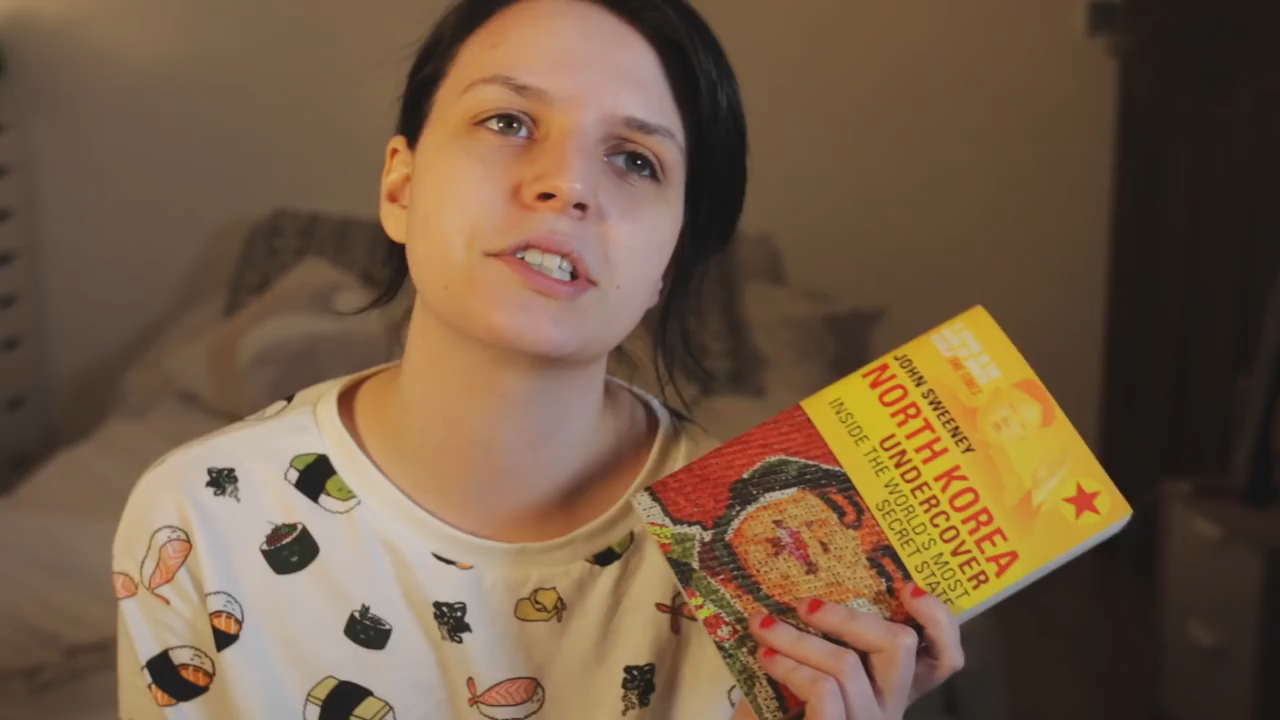 JOHN SWEENEY
NORTH KOREA
UNDERCOVER
INSIDE THE WORLD'S MOST
SECRET STATE